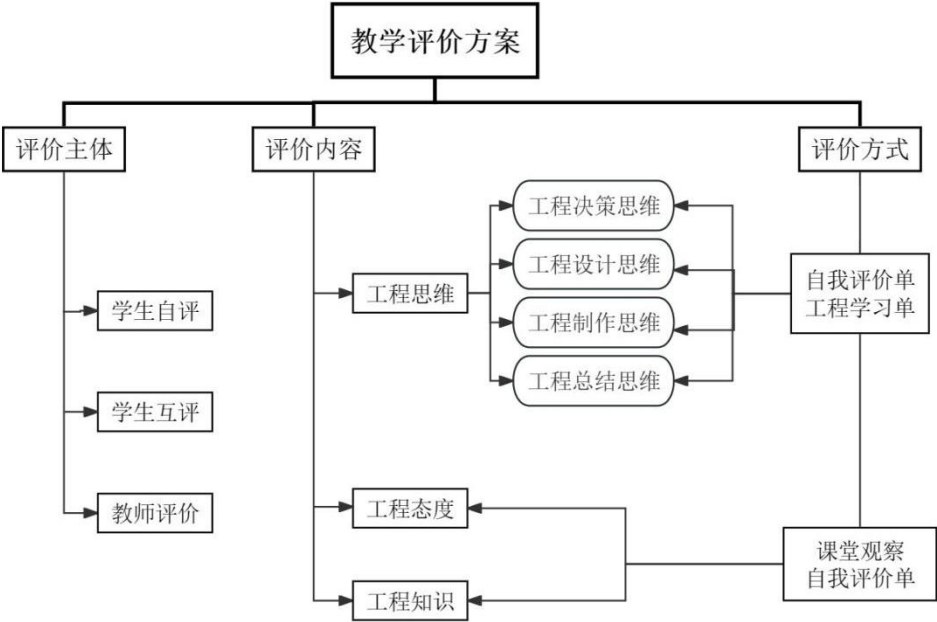 教学评价方案
评价主体
评价内容
评价方式
工程决策思维
工程设计思维
工程思维
自我评价单
工程学习单
学生自评
工程制作思维
工程总结思维
学生互评
教师评价
工程态度
课堂观察
自我评价单
工程知识